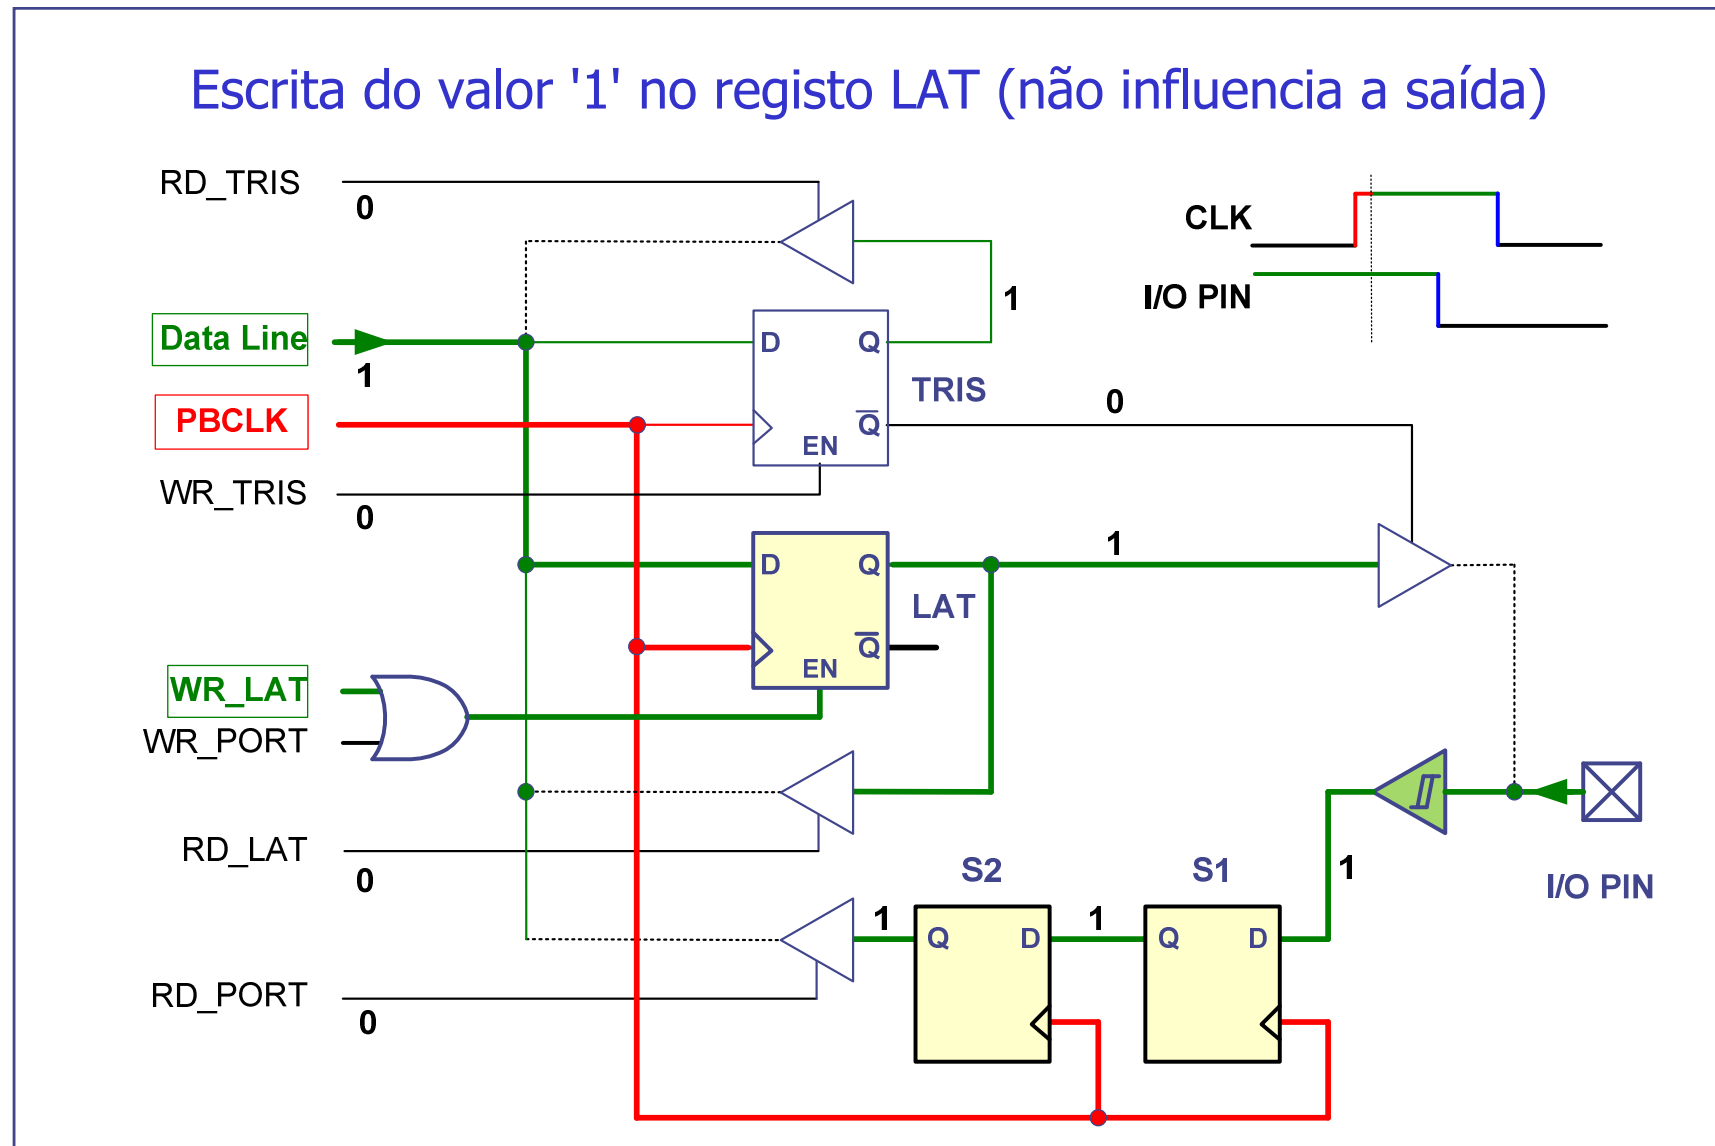 Escrita do valor '1' no registo LAT (não influencia a saída)
RD_TRIS
0
CLK
I/O PIN
1
Data Line
1
D
Q
TRIS
PBCLK
Q
EN
0
WR_TRIS
0
D
Q
1
LAT
Q
EN
WR_LAT
WR_PORT
RD_LAT
0
S2
S1
1
I/O PIN
1
Q
D
1
Q
D
RD_PORT
0